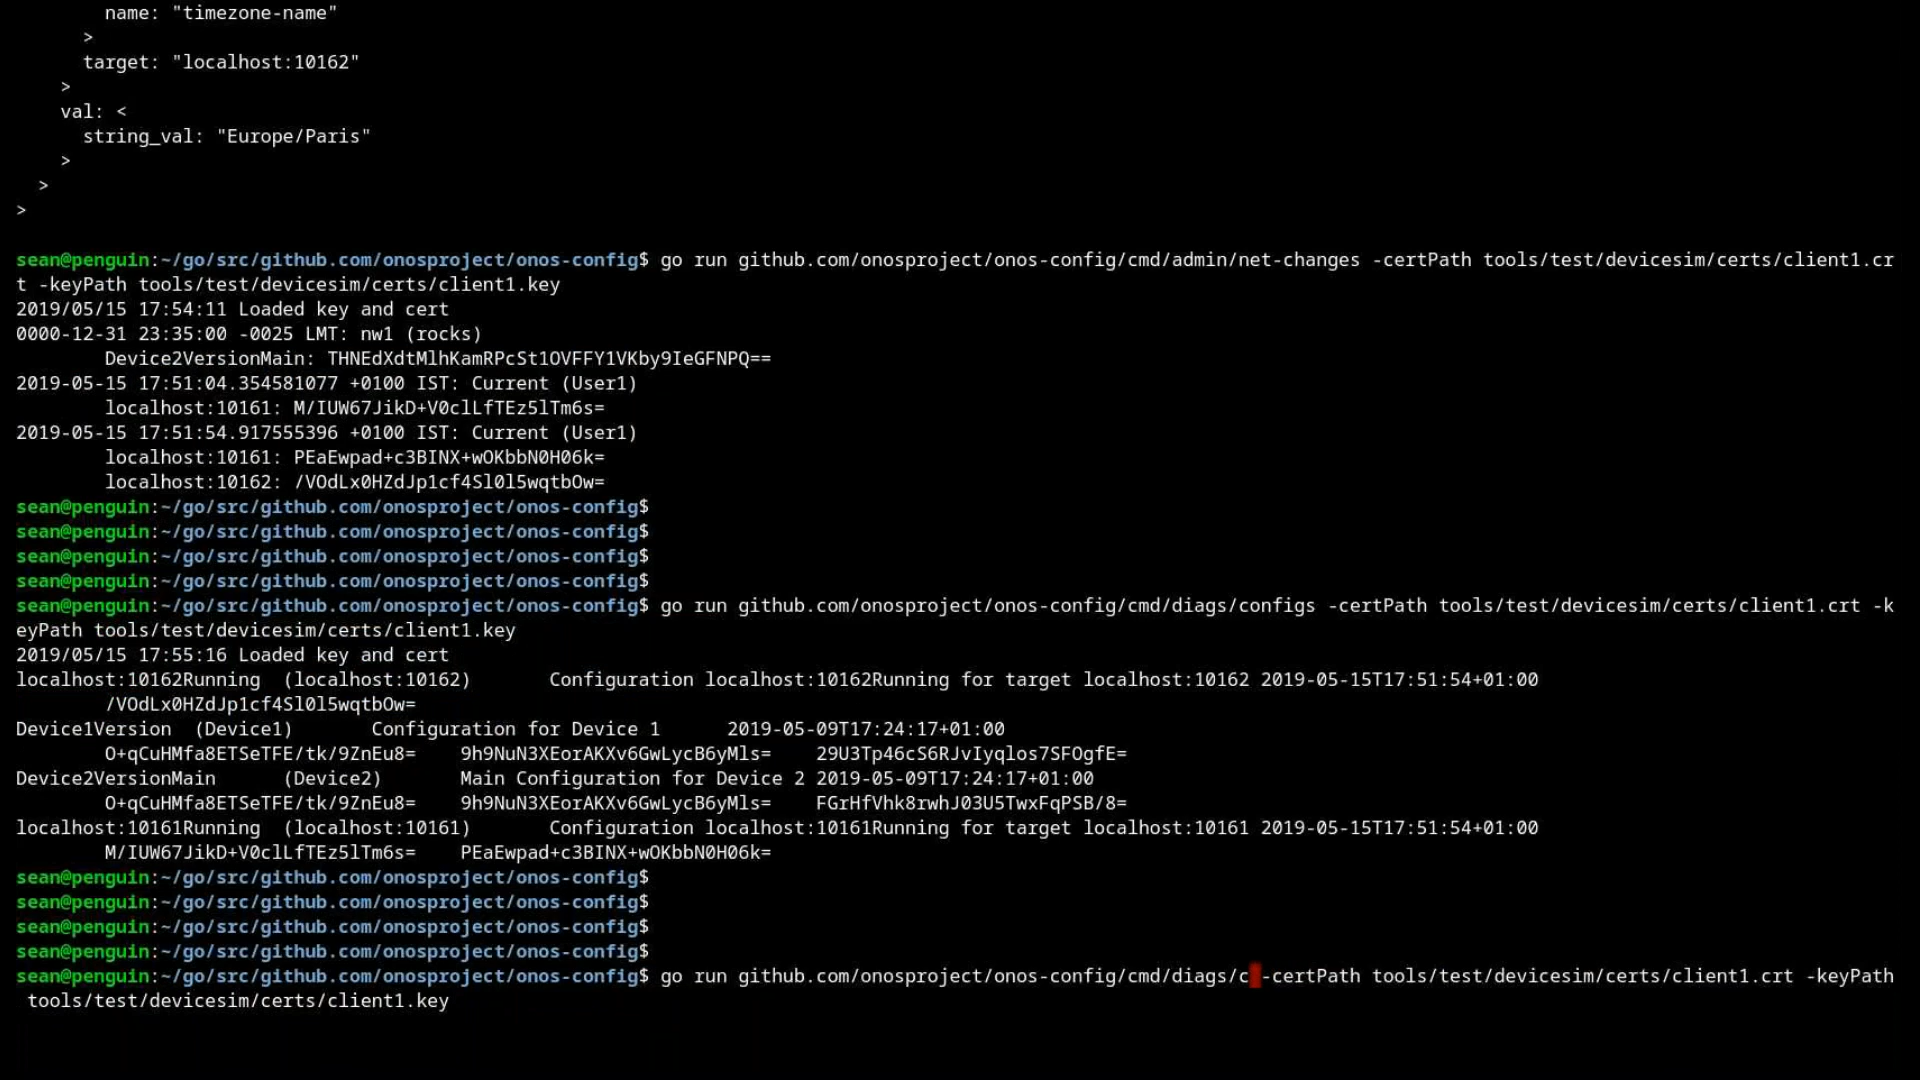 name: "timezone-name"
>
target: "localhost:10162"
>
val: <
string_val: "Europe/Paris"
>
>
>
sean@penguin:~/go/src/github.com/onosproject/onos-config$ go run github.com/onosproject/onos-config/cmd/admin/net-changes -certPath tools/test/devicesim/certs/client1.cr
t -keyPath tools/test/devicesim/certs/client1.key
2019/05/15 17:54:11 Loaded key and cert
0000-12-31 23:35:00 -0025 LMT: nw1 (rocks)
Device2VersionMain: THNEdXdtMlhKamRPcSt1OVFFY1VKby9IeGFNPQ==
2019-05-15 17:51:04.354581077 +0100 IST: Current (User1)
localhost:10161: M/IUW67JikD+V0clLfTEz5lTm6s=
2019-05-15 17:51:54.917555396 +0100 IST: Current (User1)
localhost:10161: PEaEwpad+c3BINX+wOKbbN0H06k=
localhost:10162: /VOdLx0HZdJp1cf4Sl0l5wqtbOw=
sean@penguin:~/go/src/github.com/onosproject/onos-config$
sean@penguin:~/go/src/github.com/onosproject/onos-config$
sean@penguin:~/go/src/github.com/onosproject/onos-config$
sean@penguin:~/go/src/github.com/onosproject/onos-config$
sean@penguin:~/go/src/github.com/onosproject/onos-config$ go run github.com/onosproject/onos-config/cmd/diags/configs -certPath tools/test/devicesim/certs/client1.crt -k
eyPath tools/test/devicesim/certs/client1.key
2019/05/15 17:55:16 Loaded key and cert
localhost:10162Running (localhost:10162) Configuration localhost:10162Running for target localhost:10162 2019-05-15T17:51:54+01:00
/VOdLx0HZdJp1cf4Sl0l5wqtbOw=
Device1Version (Device1) Configuration for Device 1 2019-05-09T17:24:17+01:00
O+qCuHMfa8ETSeTFE/tk/9ZnEu8= 9h9NuN3XEorAKXv6GwLycB6yMls= 29U3Tp46cS6RJvIyqlos7SFOgfE=
Device2VersionMain (Device2) Main Configuration for Device 2 2019-05-09T17:24:17+01:00
O+qCuHMfa8ETSeTFE/tk/9ZnEu8= 9h9NuN3XEorAKXv6GwLycB6yMls= FGrHfVhk8rwhJ03U5TwxFqPSB/8=
localhost:10161Running (localhost:10161) Configuration localhost:10161Running for target localhost:10161 2019-05-15T17:51:54+01:00
M/IUW67JikD+V0clLfTEz5lTm6s= PEaEwpad+c3BINX+wOKbbN0H06k=
sean@penguin:~/go/src/github.com/onosproject/onos-config$
sean@penguin:~/go/src/github.com/onosproject/onos-config$
sean@penguin:~/go/src/github.com/onosproject/onos-config$
sean@penguin:~/go/src/github.com/onosproject/onos-config$
sean@penguin:~/go/src/github.com/onosproject/onos-config$ go run github.com/onosproject/onos-config/cmd/diags/c -certPath tools/test/devicesim/certs/client1.crt -keyPath
tools/test/devicesim/certs/client1.key